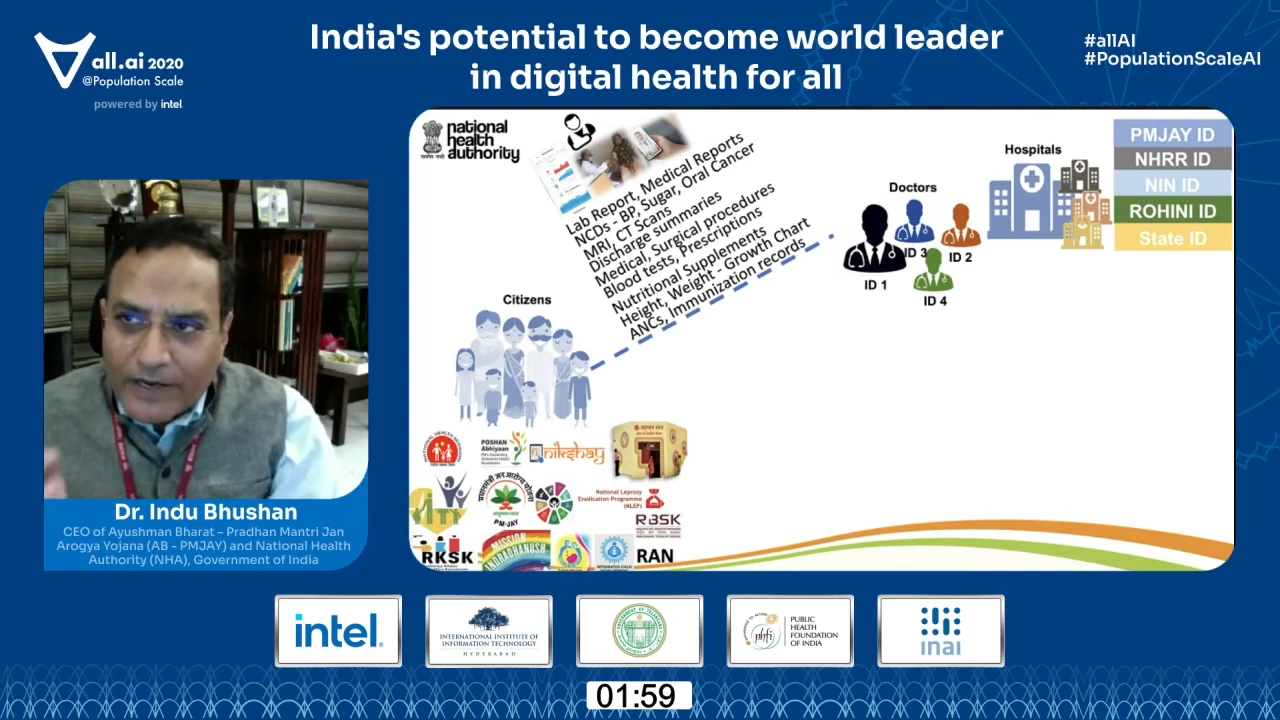 all.ai 2020
@Population Scale
powered by intel
India's potential to become world leader
in digital health for all
#allAI
#PopulationScaleAI
national
health
authority
Lab Report, Medical Reports
NCDs - BP, Sugar, Oral Cancer
MRI, CT Scans
Discharge summaries
Medical, Surgical procedures
Blood tests, Prescriptions
Nutritional Supplements
Height, Weight - Growth Chart
ANCs, Immunization records
Citizens
Doctors
ID 1
ID 3
ID 2
ID 4
Hospitals
PMJAY ID
NHRR ID
NIN ID
ROHINI ID
State ID
POSHAN
Abhiyaan
nikshay
PM-JAY
National Leprosy
Eradication Programme
(NLEP)
RBSK
RKSK
MISSION
INDRADHANUSH
RAN
Dr. Indu Bhushan
CEO of Ayushman Bharat – Pradhan Mantri Jan
Arogya Yojana (AB - PMJAY) and National Health
Authority (NHA), Government of India
intel.
INTERNATIONAL INSTITUTE OF
INFORMATION TECHNOLOGY
HYDERABAD
phfi
PUBLIC
HEALTH
FOUNDATION
OF INDIA
inai
01:59